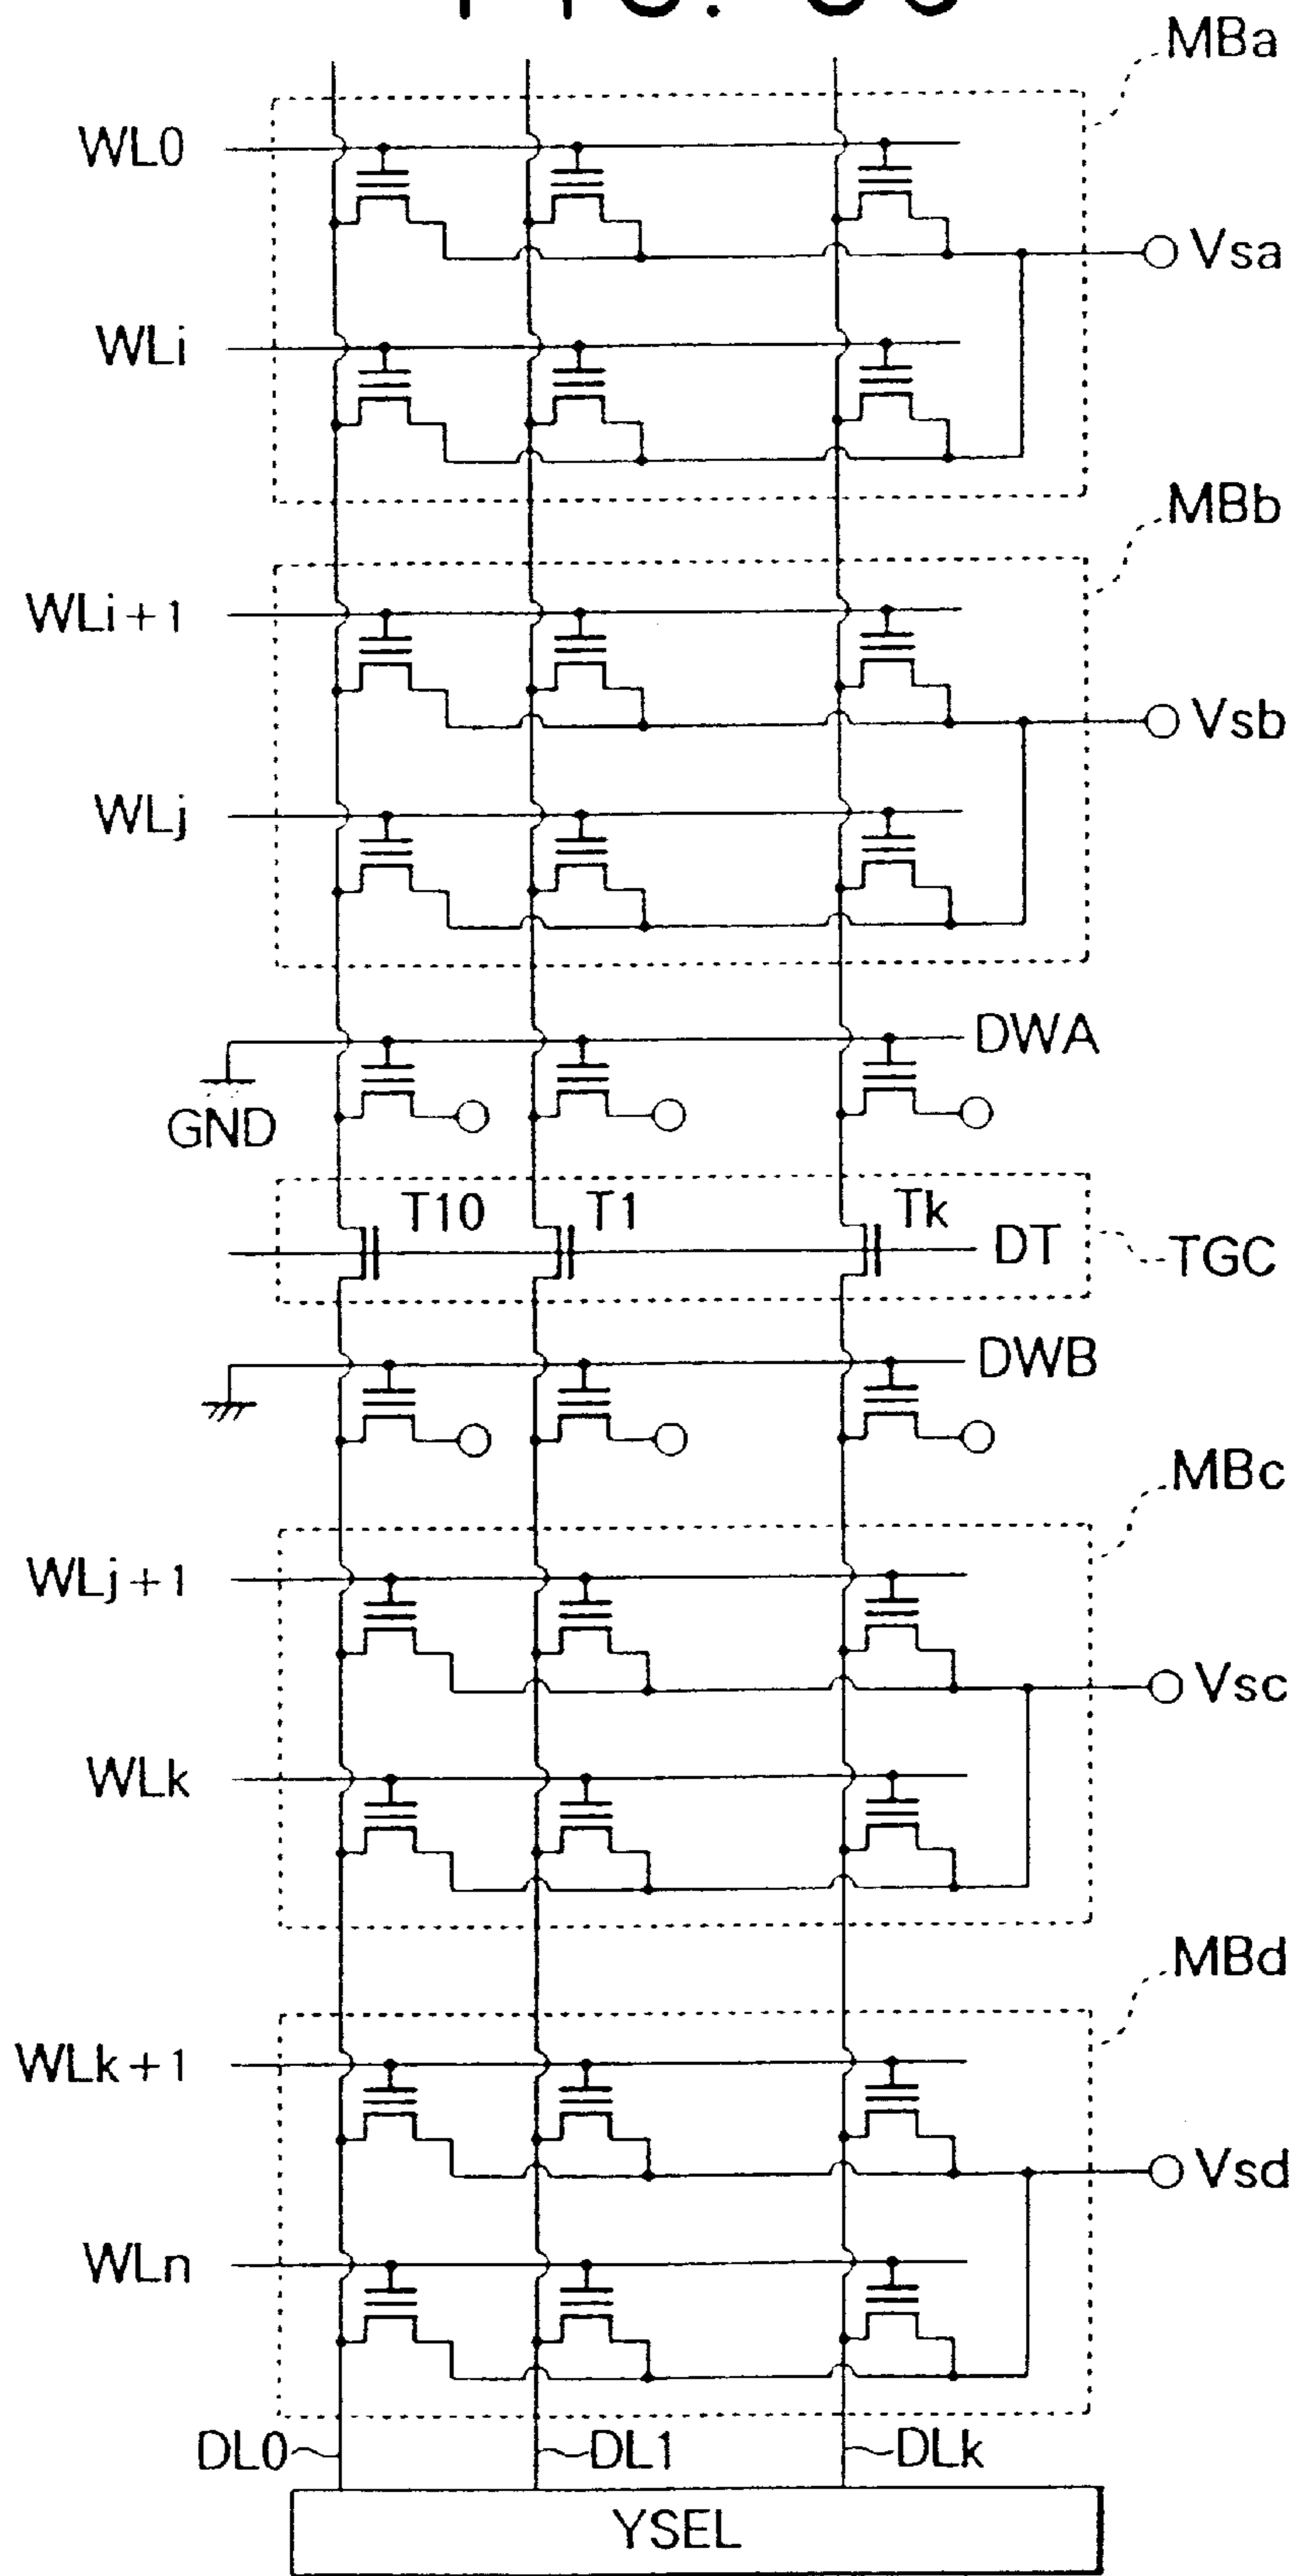 MBa
WL0
Vsa
WLi
MBb
WLi+1
Vsb
WLj
DWA
GND
T10 T1 Tk
DT
TGC
DWB
MBc
WLj+1
Vsc
WLk
MBd
WLk+1
Vsd
WLn
DL0 DL1 DLk
YSEL